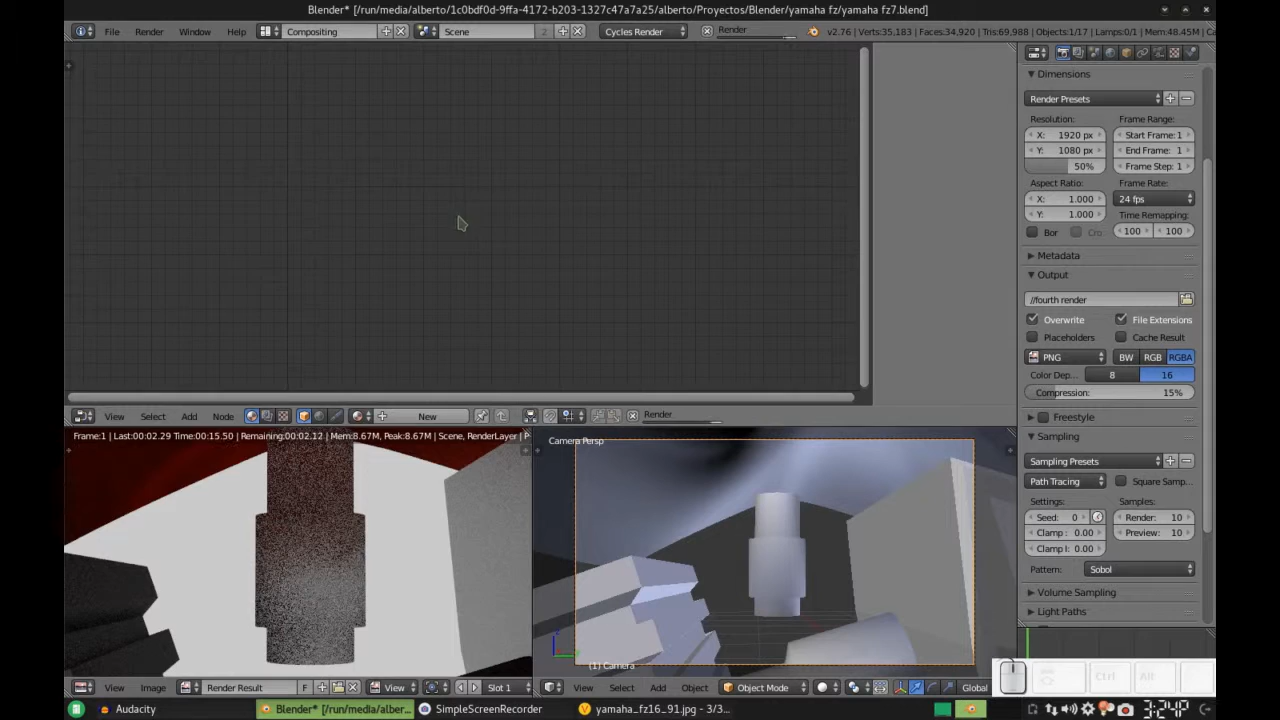 Blender* [/run/media/alberto/1c0bdf0d-9ffa-4172-b203-1327c47a7a25/alberto/Proyectos/Blender/yamaha fz/yamaha fz7.blend]
File Render Window Help Compositing Scene 2 Cycles Render Render v2.76 | Verts:35,183 | Faces:34,920 | Tris:69,988 | Objects:1/17 | Lamps:0/1 | Mem:48.45M | Ca
Dimensions
Render Presets
Resolution: Frame Range:
X: 1920 px Start Frame: 1
Y: 1080 px End Frame: 1
50% Frame Step: 1
Aspect Ratio: Frame Rate:
X: 1.000 24 fps
Y: 1.000 Time Remapping:
Bor Cro 100 100
Metadata
Output
//fourth render
Overwrite File Extensions
Placeholders Cache Result
PNG BW RGB RGBA
Color Dep... 8 16
Compression: 15%
Freestyle
Sampling
Sampling Presets
Path Tracing Square Samp...
Settings: Samples:
Seed: 0 Render: 10
Clamp : 0.00 Preview: 10
Clamp I: 0.00
Pattern: Sobol
Volume Sampling
Light Paths
View Select Add Node New Render
Frame:1 | Last:00:02.29 Time:00:15.50 | Remaining:00:02.12 | Mem:8.67M, Peak:8.67M | Scene, RenderLayer | P
Camera Persp
(1) Camera
View Image Render Result F View Slot 1
View Select Add Object Object Mode Global
Ctrl Alt
Audacity Blender* [/run/media/alber... SimpleScreenRecorder yamaha_fz16_91.jpg - 3/3... 3:24